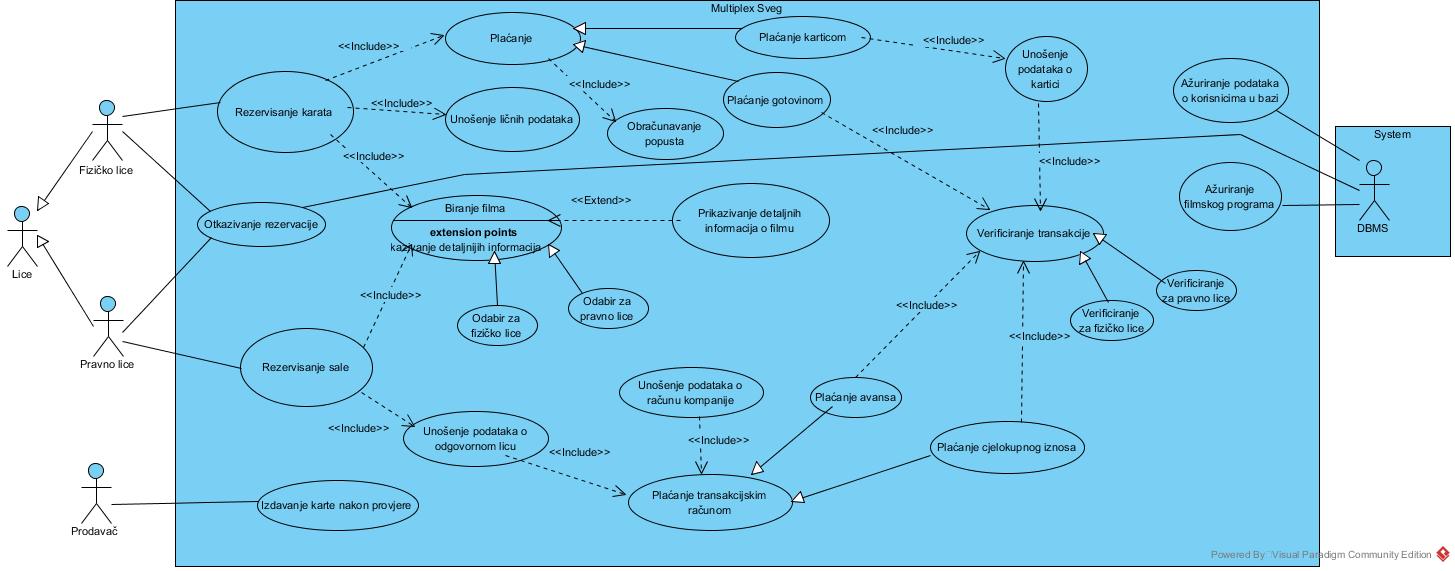 Multiplex Sveg
Plaćanje
<<Include>>
Plaćanje karticom
<<Include>>
Unošenje
podataka o
kartici
Rezervisanje karata
<<Include>>
Unošenje ličnih podataka
<<Include>>
Obračunavanje
popusta
Plaćanje gotovinom
<<Include>>
<<Include>>
Ažuriranje podataka
o korisnicima u bazi
System
Fizičko lice
<<Include>>
Otkazivanje rezervacije
Biranje filma
extension points
kazivanje detaljnijih informacija
<<Extend>>
Prikazivanje detaljnih
informacija o filmu
Verificiranje transakcije
Ažuriranje
filmskog programa
DBMS
Lice
<<Include>>
Odabir za
fizičko lice
Odabir za
pravno lice
<<Include>>
Verificiranje
za pravno lice
Verificiranje
za fizičko lice
<<Include>>
Pravno lice
Rezervisanje sale
<<Include>>
Unošenje podataka o
odgovornom licu
<<Include>>
Unošenje podataka o
računu kompanije
<<Include>>
Plaćanje avansa
Plaćanje cjelokupnog iznosa
Plaćanje transakcijskim
računom
Prodavač
Izdavanje karte nakon provjere
Powered By Visual Paradigm Community Edition